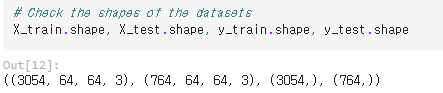 # Check the shapes of the datasets
X_train.shape, X_test.shape, y_train.shape, y_test.shape
Out[12]:
((3054, 64, 64, 3), (764, 64, 64, 3), (3054,), (764,))